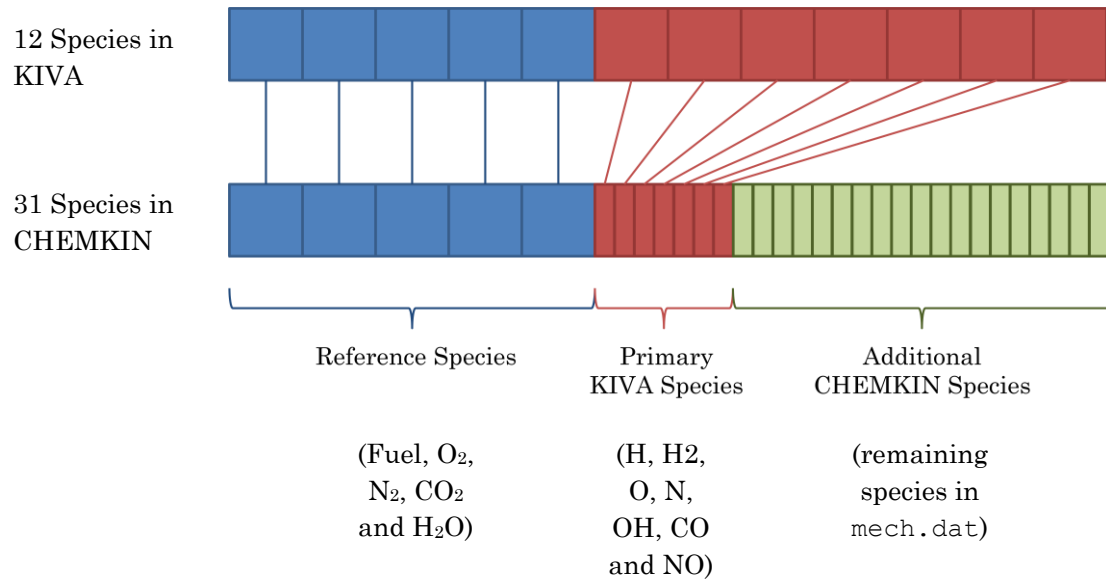 12 Species in
KIVA
31 Species in
CHEMKIN
Reference Species
Primary
KIVA Species
Additional
CHEMKIN Species
(Fuel, O₂,
N₂, CO₂
and H₂O)
(H, H2,
O, N,
OH, CO
and NO)
(remaining
species in
mech.dat)